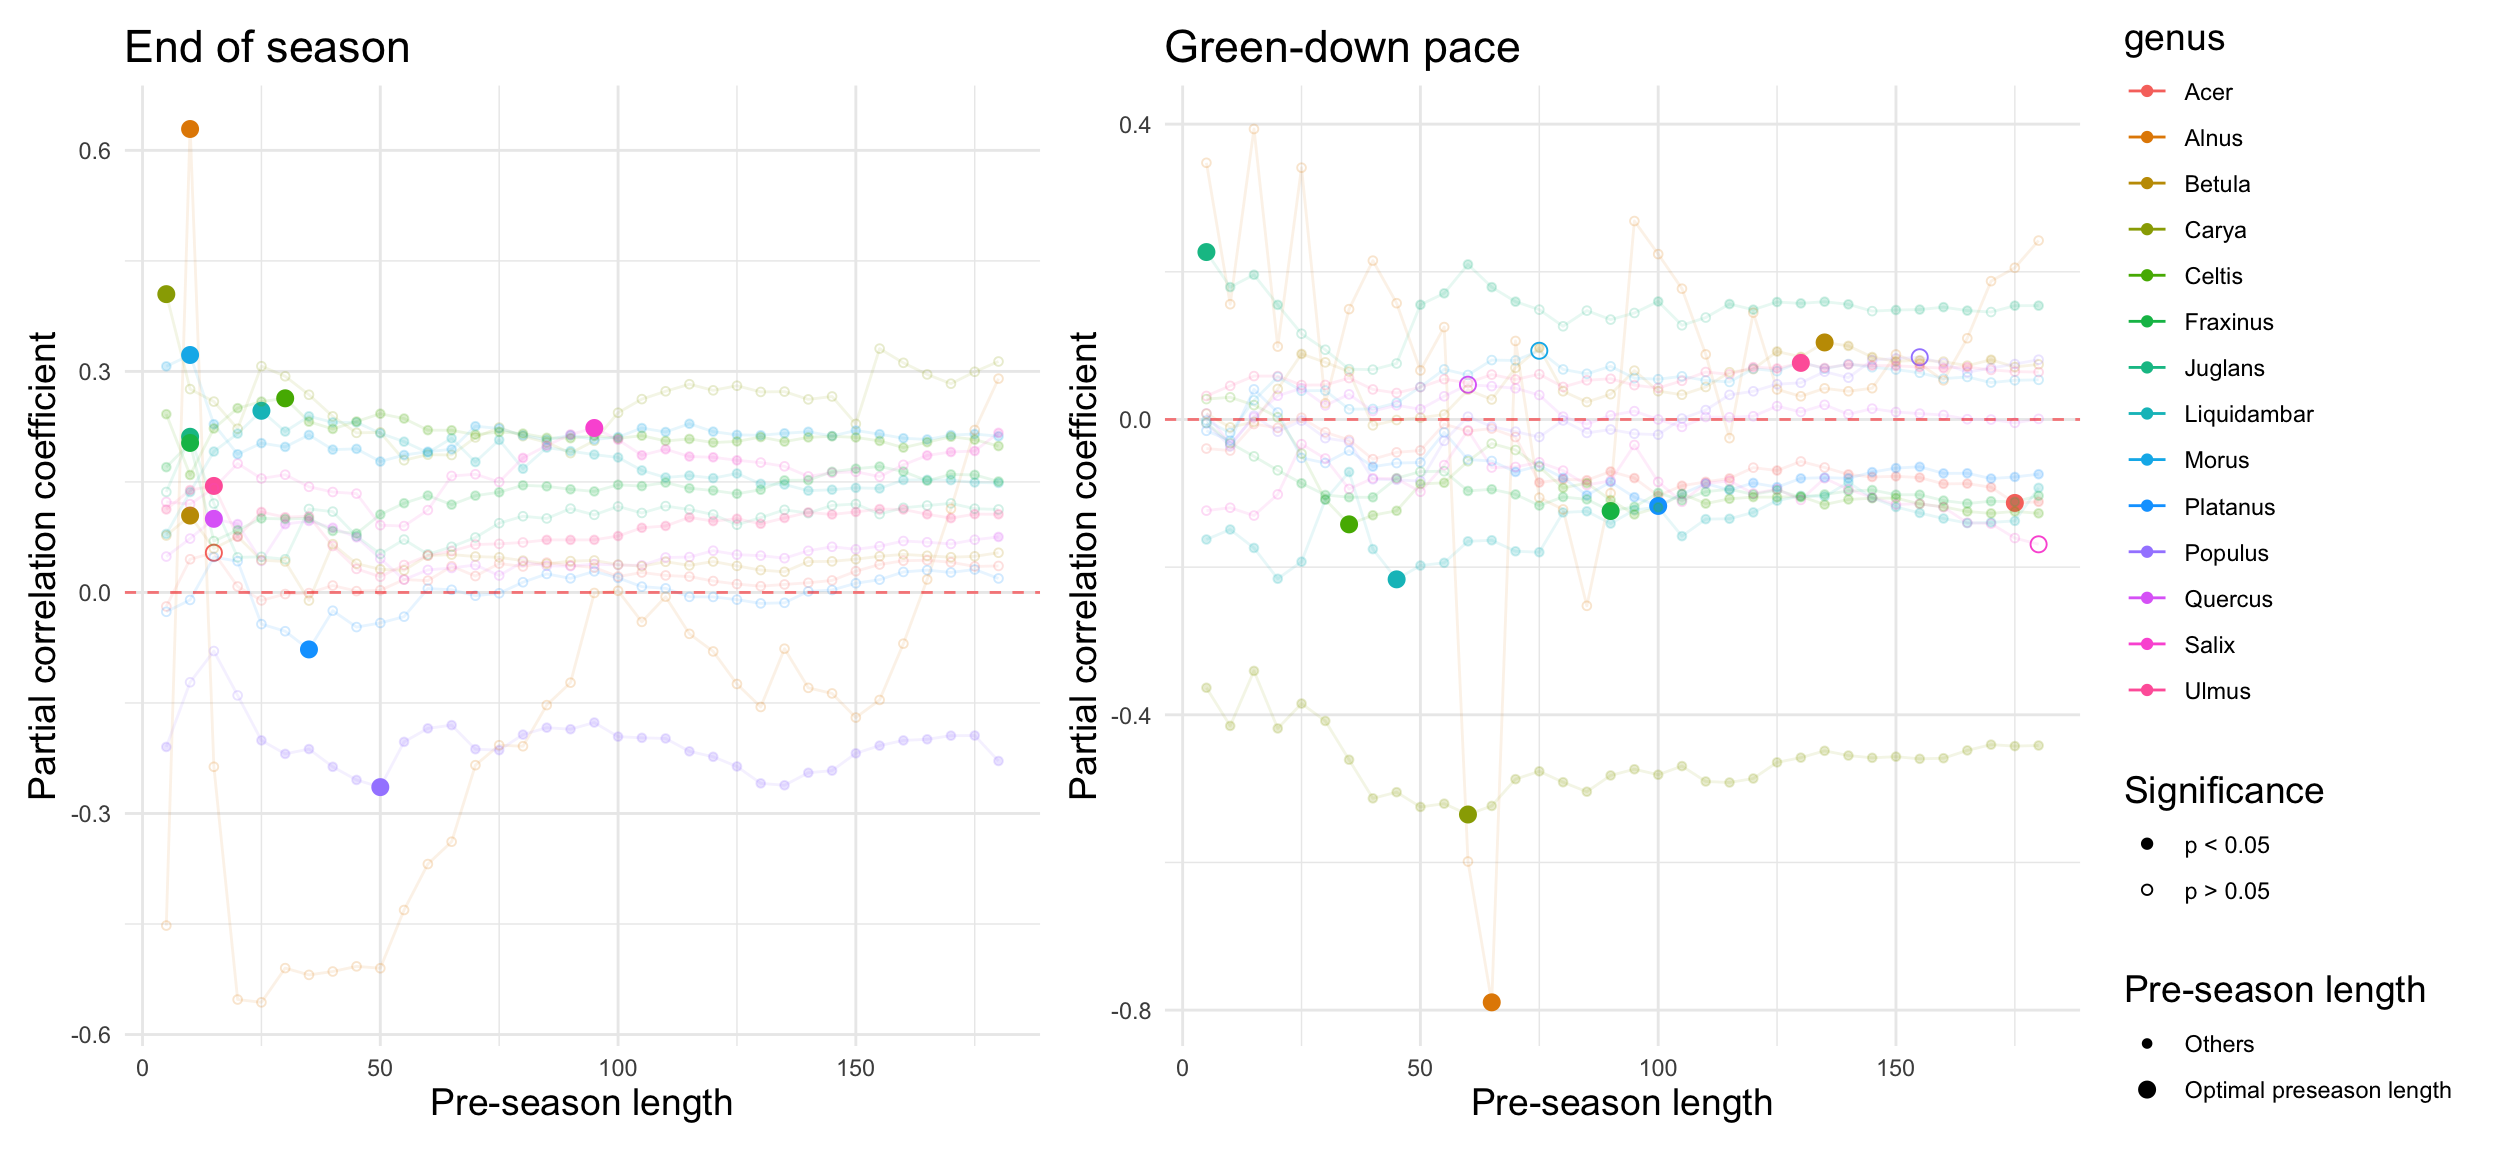 End of season
Partial correlation coefficient
0.6
0.3
0.0
-0.3
-0.6
0
50
100
150
Pre-season length
Green-down pace
Partial correlation coefficient
0.4
0.0
-0.4
-0.8
0
50
100
150
Pre-season length
genus
Acer
Alnus
Betula
Carya
Celtis
Fraxinus
Juglans
Liquidambar
Morus
Platanus
Populus
Quercus
Salix
Ulmus
Significance
p < 0.05
p > 0.05
Pre-season length
Others
Optimal preseason length